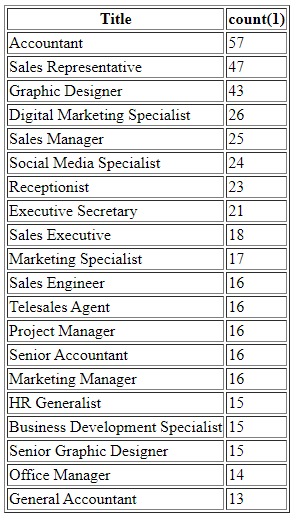 Title count(1)
Accountant 57
Sales Representative 47
Graphic Designer 43
Digital Marketing Specialist 26
Sales Manager 25
Social Media Specialist 24
Receptionist 23
Executive Secretary 21
Sales Executive 18
Marketing Specialist 17
Sales Engineer 16
Telesales Agent 16
Project Manager 16
Senior Accountant 16
Marketing Manager 16
HR Generalist 15
Business Development Specialist 15
Senior Graphic Designer 15
Office Manager 14
General Accountant 13